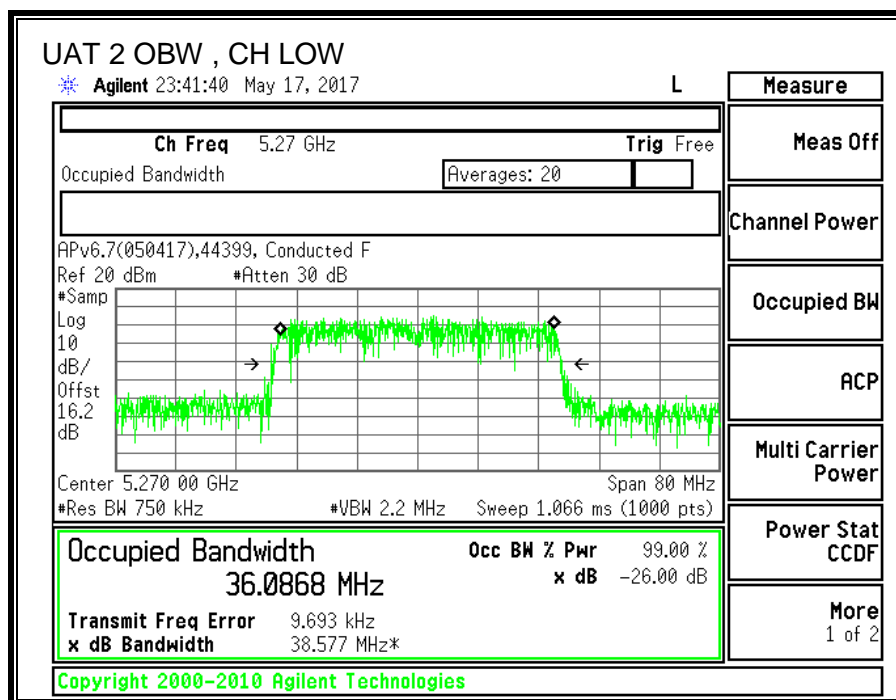 UAT 2 OBW , CH LOW
Agilent 23:41:40 May 17, 2017 L
Measure
Ch Freq 5.27 GHz Trig Free
Meas Off
Occupied Bandwidth Averages: 20
Channel Power
APv6.7(050417),44399, Conducted F
Ref 20 dBm #Atten 30 dB
#Samp
Log
10
dB/
Offst
16.2
dB
Occupied BW
ACP
Center 5.270 00 GHz Span 80 MHz
#Res BW 750 kHz #VBW 2.2 MHz Sweep 1.066 ms (1000 pts)
Multi Carrier
Power
Occupied Bandwidth Occ BW % Pwr 99.00 %
36.0868 MHz x dB -26.00 dB
Power Stat
CCDF
Transmit Freq Error 9.693 kHz
x dB Bandwidth 38.577 MHz*
More
1 of 2
Copyright 2000-2010 Agilent Technologies